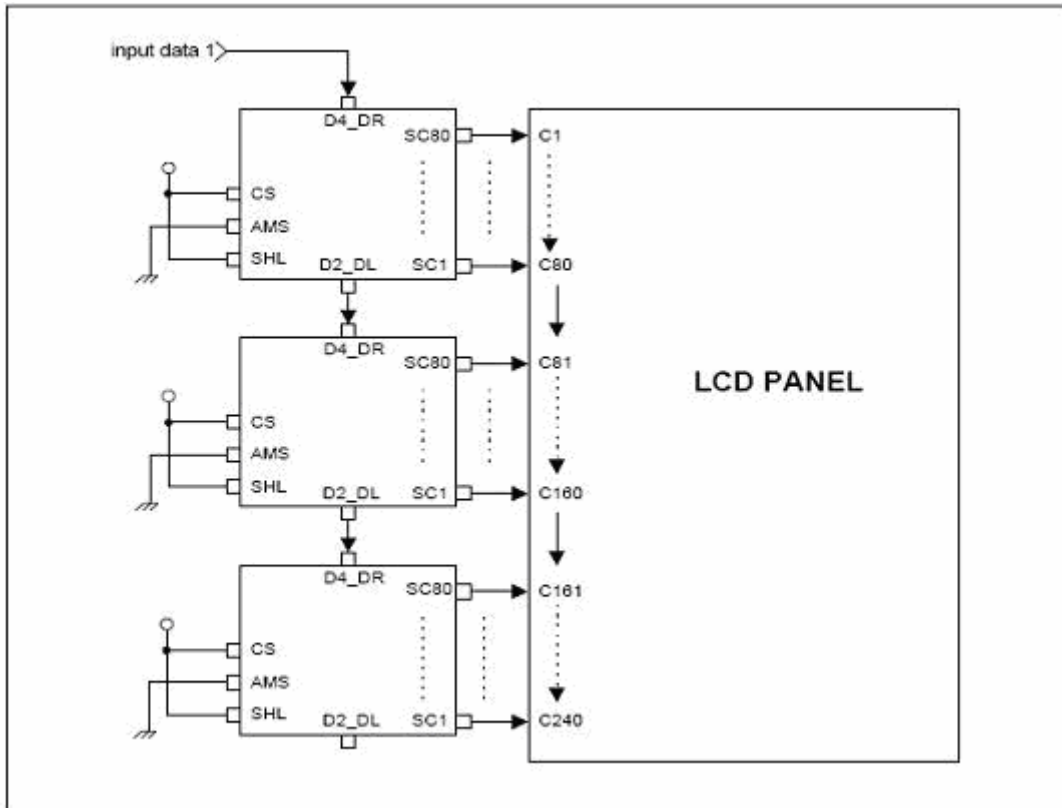 input data 1
D4_DR
SC80
C1
CS
AMS
SHL
D2_DL
SC1
C80
D4_DR
SC80
C81
CS
AMS
SHL
D2_DL
SC1
C160
LCD PANEL
D4_DR
SC80
C161
CS
AMS
SHL
D2_DL
SC1
C240